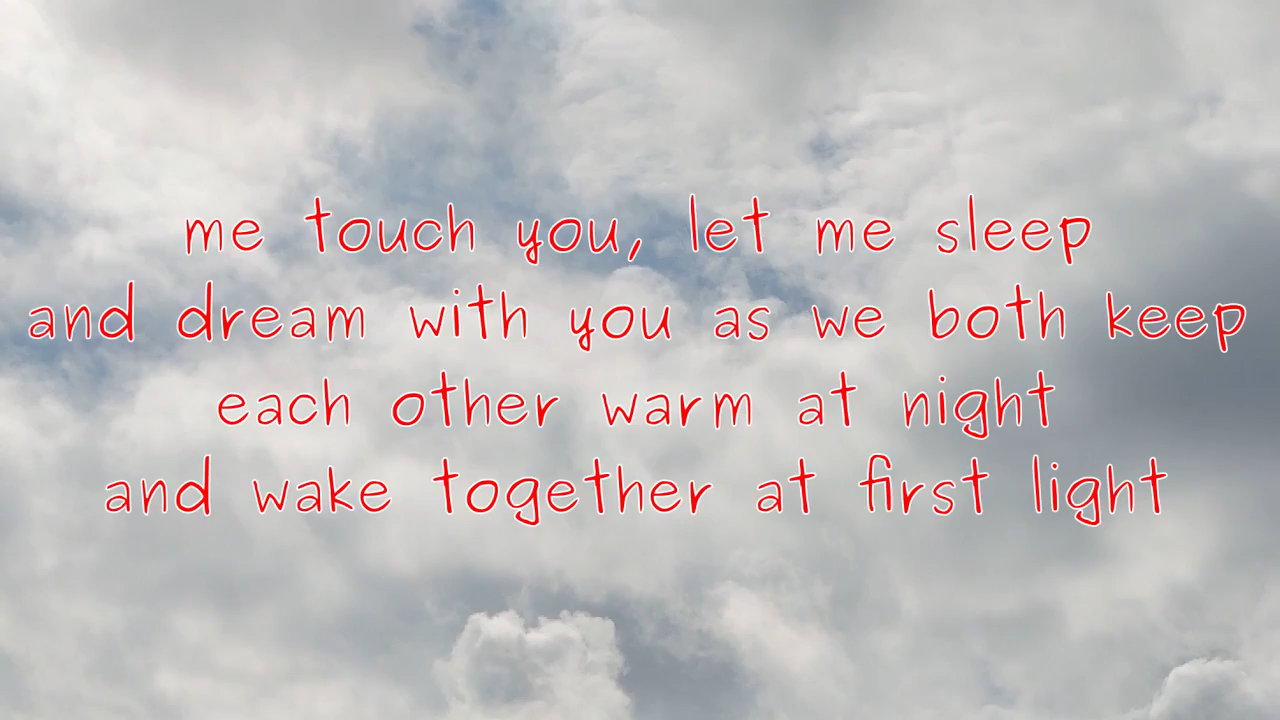 me touch you, let me sleep
and dream with you as we both keep
each other warm at night
and wake together at first light